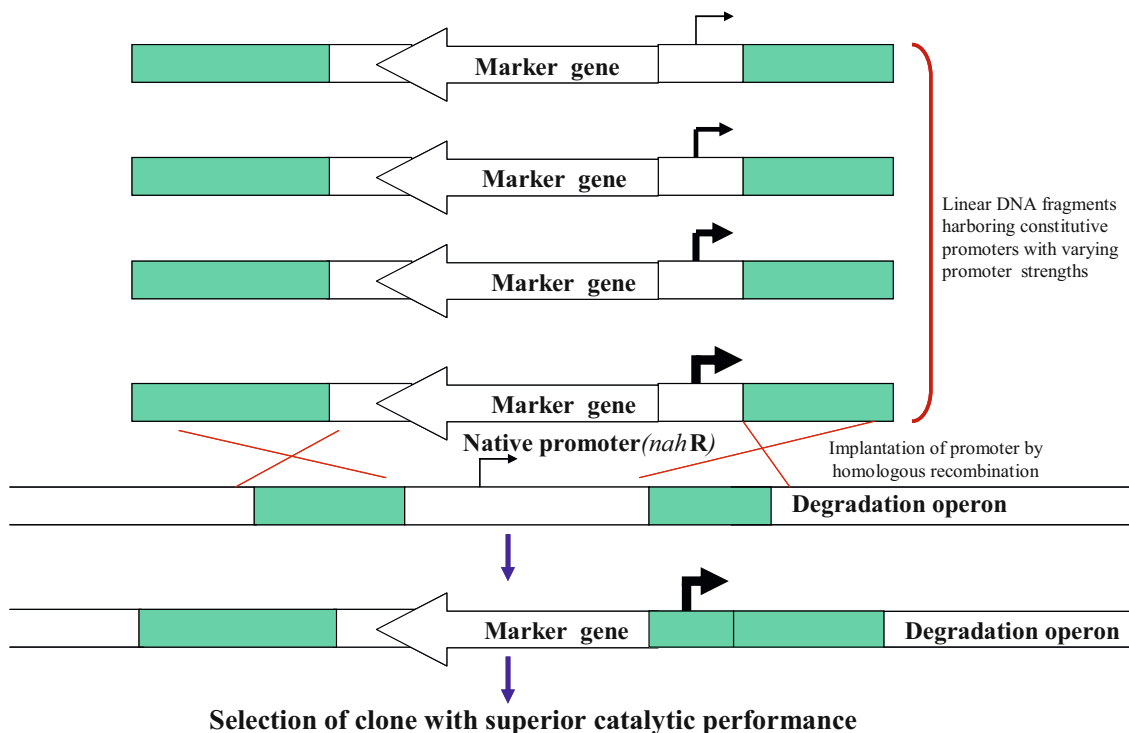 Marker gene
Marker gene
Marker gene
Marker gene
Linear DNA fragments
harboring constitutive
promoters with varying
promoter strengths
Native promoter(nahR)
Implantation of promoter by
homologous recombination
Degradation operon
Marker gene
Degradation operon
Selection of clone with superior catalytic performance